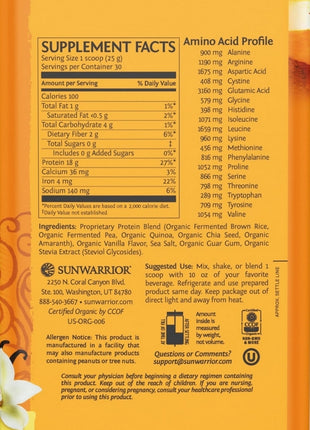 SUPPLEMENT FACTS
Serving Size 1 scoop (25 g)
Servings per Container 30
Amount per Serving % Daily Value
Calories 100
Total Fat 1 g 1%*
Saturated Fat <0.5 g 2%*
Total Carbohydrate 4 g 1%*
Dietary Fiber 2 g 6%*
Total Sugars 0 g ‡
Includes 0 g Added Sugars 0%*
Protein 18 g 27%*
Calcium 36 mg 3%
Iron 4 mg 22%
Sodium 140 mg 6%
*Percent Daily Values are based on a 2,000 calorie diet.
‡Daily Value not established
Amino Acid Profile
900 mg Alanine
1190 mg Arginine
1675 mg Aspartic Acid
408 mg Cystine
3160 mg Glutamic Acid
579 mg Glycine
398 mg Histidine
1071 mg Isoleucine
1659 mg Leucine
960 mg Lysine
456 mg Methionine
816 mg Phenylalanine
1052 mg Proline
866 mg Serine
798 mg Threonine
289 mg Tryptophan
709 mg Tyrosine
1054 mg Valine
Ingredients: Proprietary Protein Blend (Organic Fermented Brown Rice,
Organic Fermented Pea, Organic Quinoa, Organic Chia Seed, Organic
Amaranth), Organic Vanilla Flavor, Sea Salt, Organic Guar Gum, Organic
Stevia Extract (Steviol Glycosides).
SUNWARRIOR
2250 N. Coral Canyon Blvd.
Ste. 100, Washington, UT 84780
888-540-3667 • sunwarrior.com
Certified Organic by CCOF
US-ORG-006
Allergen Notice: This product is
manufactured in a facility that
may also manufacture products
containing peanuts or tree nuts.
Suggested Use: Mix, shake, or blend 1
scoop with 10 oz of your favorite
beverage. Refrigerate and use prepared
product same day. Keep package out of
direct light and away from heat.
APPROX. SETTLE LINE
Amount
inside is
measured
by weight,
not volume.
CCOF
NON-GMO
& MORE
U
Questions or Comments?
support@sunwarrior.com
Consult your physician before beginning a dietary regimen containing
this product. Keep out of the reach of children. If you are nursing,
pregnant, or considering pregnancy, consult your healthcare professional
prior to using this product.